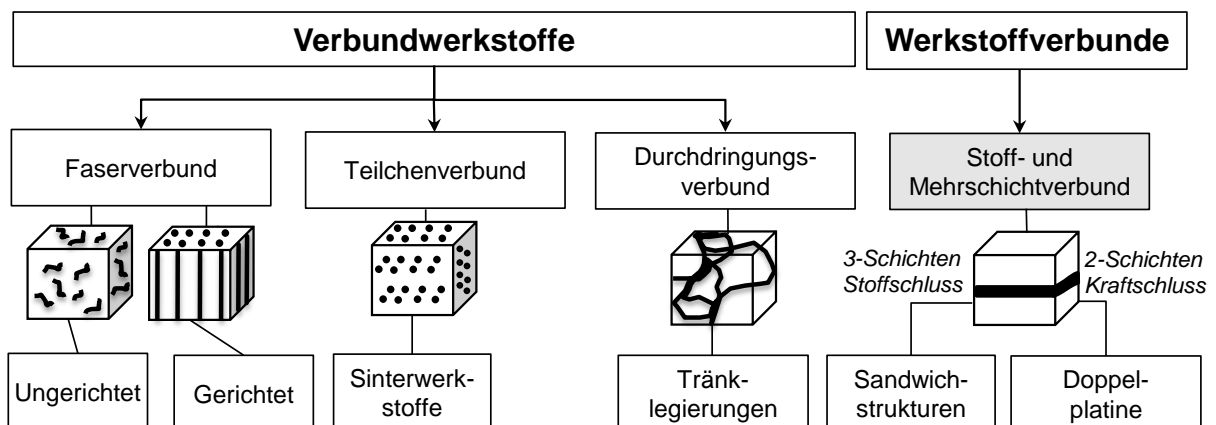 Verbundwerkstoffe
Werkstoffverbunde
Faserverbund
Teilchenverbund
Durchdringungs-
verbund
Stoff- und
Mehrschichtverbund
3-Schichten
Stoffschluss
2-Schichten
Kraftschluss
Ungerichtet
Gerichtet
Sinterwerk-
stoffe
Tränk-
legierungen
Sandwich-
strukturen
Doppel-
platine